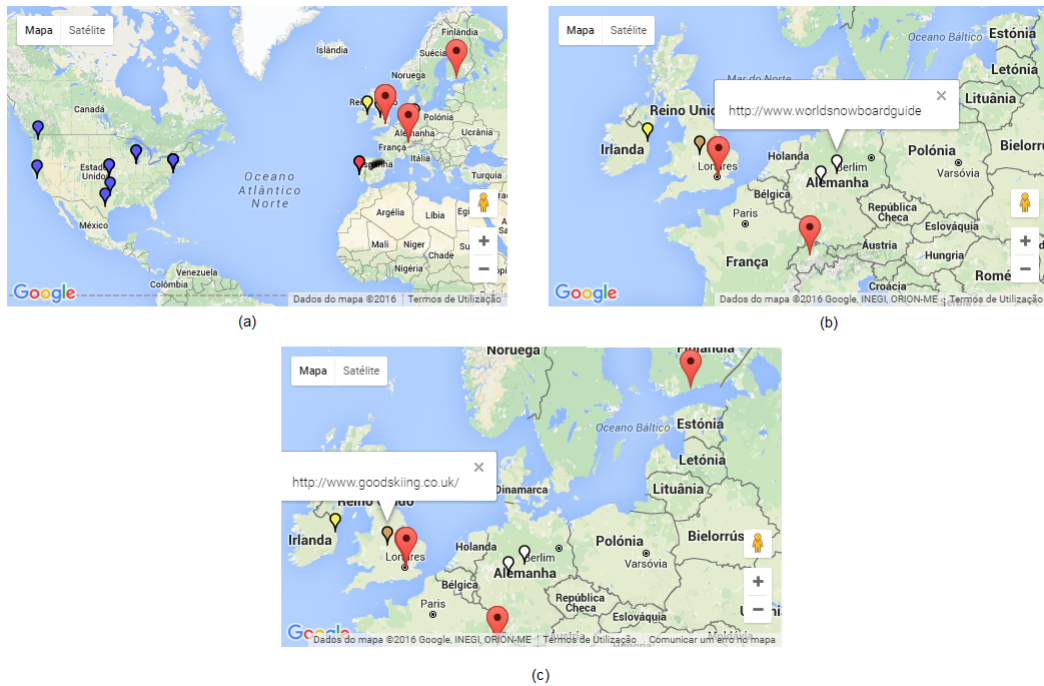 Mapa Satélite
Finlândia
Islândia
Suécia
Noruega
Canadá
Polónia
Alemanha
Ucrânia
França
Itália
Turquia
Oceano
Atlântico
Norte
México
Argélia Líbia
Mali Níger
Chade
Nigéria
Venezuela
Colômbia
Google
Dados do mapa ©2016 Termos de Utilização
(a)
Mapa Satélite
Oceano Báltico Estónia
Letónia
Mar do Norte
Lituânia
http://www.worldsnowboardguide
Reino
Irlanda
Londres
Holanda
Berlim
Polónia
Varsóvia
Alemanha
Bélgica
Paris
República
Checa
Eslováquia
França
Áustria
Hungria
Croácia
Google
Dados do mapa ©2016 Google, INEGI, ORION-ME Termos de Utilização
(b)
Mapa Satélite
Noruega
Finlândia
Oceano Báltico Estónia
Letónia
http://www.goodskiing.co.uk/
Dinamarca
Lituânia
Reino Unido
Irlanda
Londres
Holanda
Berlim
Polónia
Varsóvia
Alemanha
Bélgica
Paris
República
Checa
Eslováquia
Google
Dados do mapa ©2016 Google, INEGI, ORION-ME Termos de Utilização Comunicar um erro no mapa
(c)